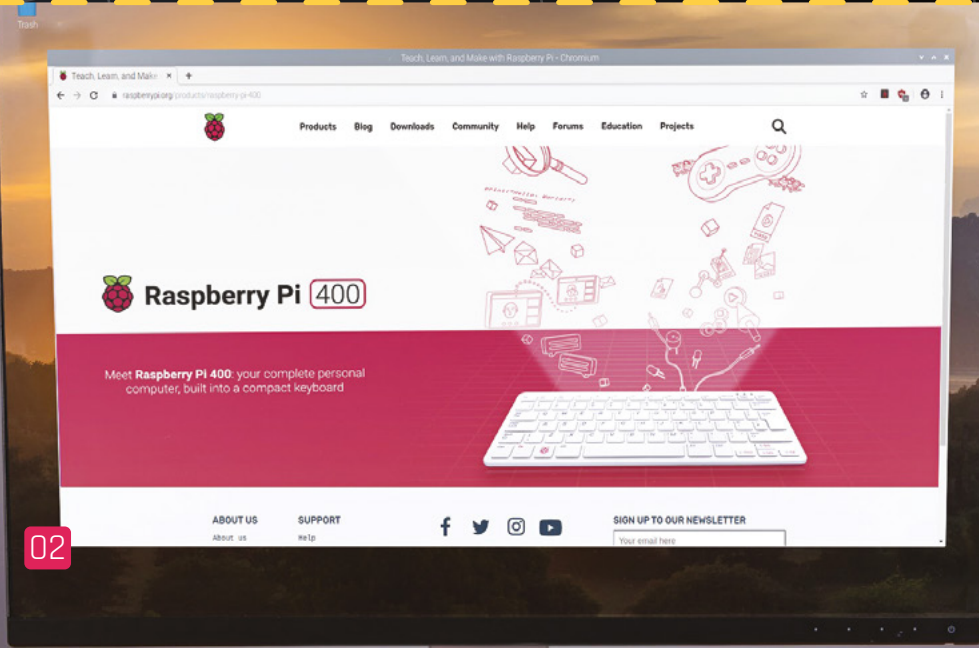 Trash
Teach, Learn, and Make with Raspberry Pi - Chromium
Teach, Learn, and Make
raspberrypi.org/products/raspberry-pi-400
Products Blog Downloads Community Help Forums Education Projects
Raspberry Pi 400
Meet Raspberry Pi 400: your complete personal
computer, built into a compact keyboard
ABOUT US SUPPORT SIGN UP TO OUR NEWSLETTER
About us Help Your email here
02